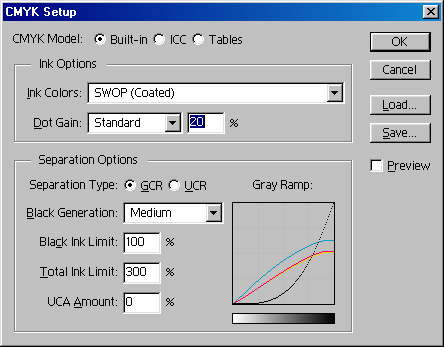 CMYK Setup
CMYK Model: Built-in ICC Tables
OK
Ink Options
Cancel
Ink Colors: SWOP (Coated)
Load...
Dot Gain: Standard 20 %
Save...
Separation Options
Preview
Separation Type: GCR UCR Gray Ramp:
Black Generation: Medium
Black Ink Limit: 100 %
Total Ink Limit: 300 %
UCA Amount: 0 %